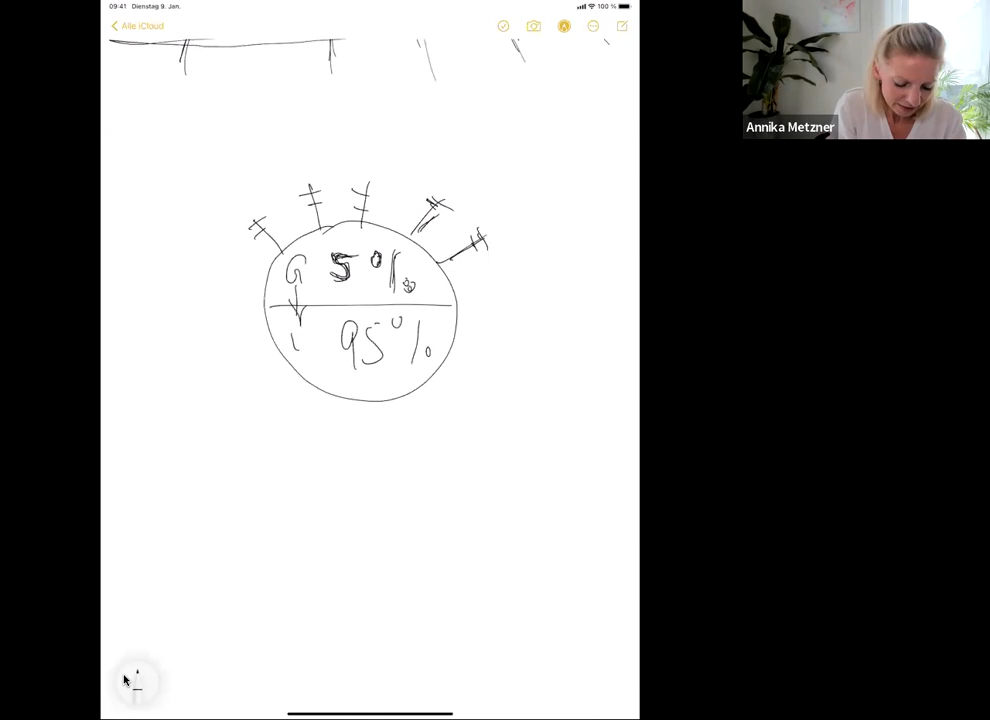 09:41 Dienstag 9. Jan.
100 %
Alle iCloud
Annika Metzner
G 5 %
95 %